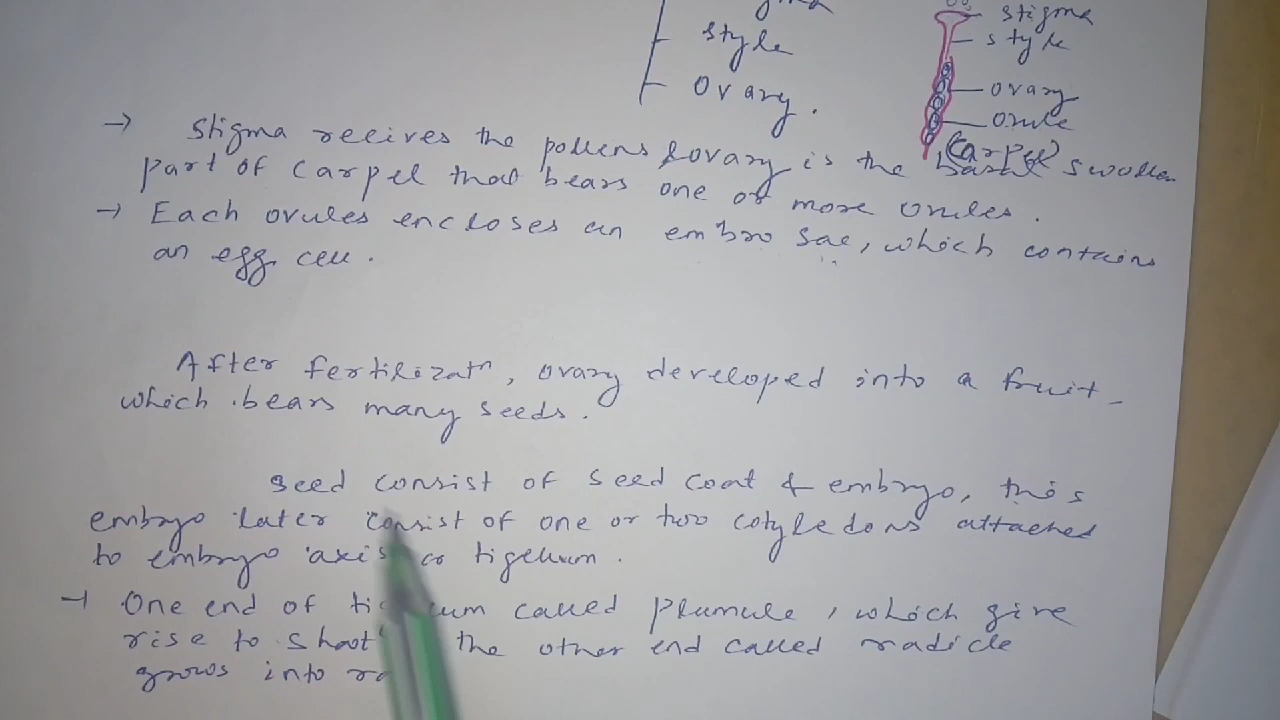 stigma
style
style
ovary.
ovary
ovule
Carpel
→ Stigma recives the pollens & ovary is the basal swollen
part of carpel that bears one or more ovules.
→ Each ovules encloses an embro sac, which contains
an egg cell.
After fertilizatn, ovary developed into a fruit
which bears many seeds.
Seed consist of seed coat & embryo, this
embryo later consist of one or two cotyledons attached
to embryo axis or tigellum.
→ One end of called Plumule, which give
rise to shoot the other end called radicle
grows into